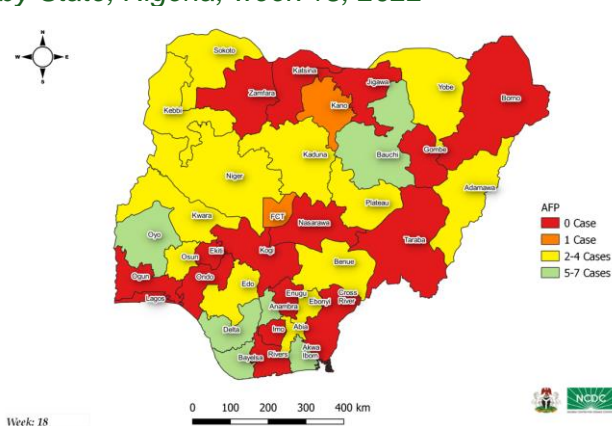 by State, Nigeria, week 18, 2022
N
W
E
S
Sokoto
Katsina
Jigawa
Zamfara
Yobe
Borno
Kebbi
Kano
Kaduna
Bauchi
Gombe
Niger
Adamawa
Plateau
Kwara
FCT
Nasarawa
Oyo
Taraba
Osun
Ekiti
Kogi
Benue
Ogun
Ondo
Lagos
Edo
Enugu
Ebonyi
Cross
River
Anambra
Delta
Imo
Abia
Bayelsa
Rivers
Akwa
Ibom
AFP
0 Case
1 Case
2-4 Cases
5-7 Cases
Week: 18
0 100 200 300 400 km
NCDC